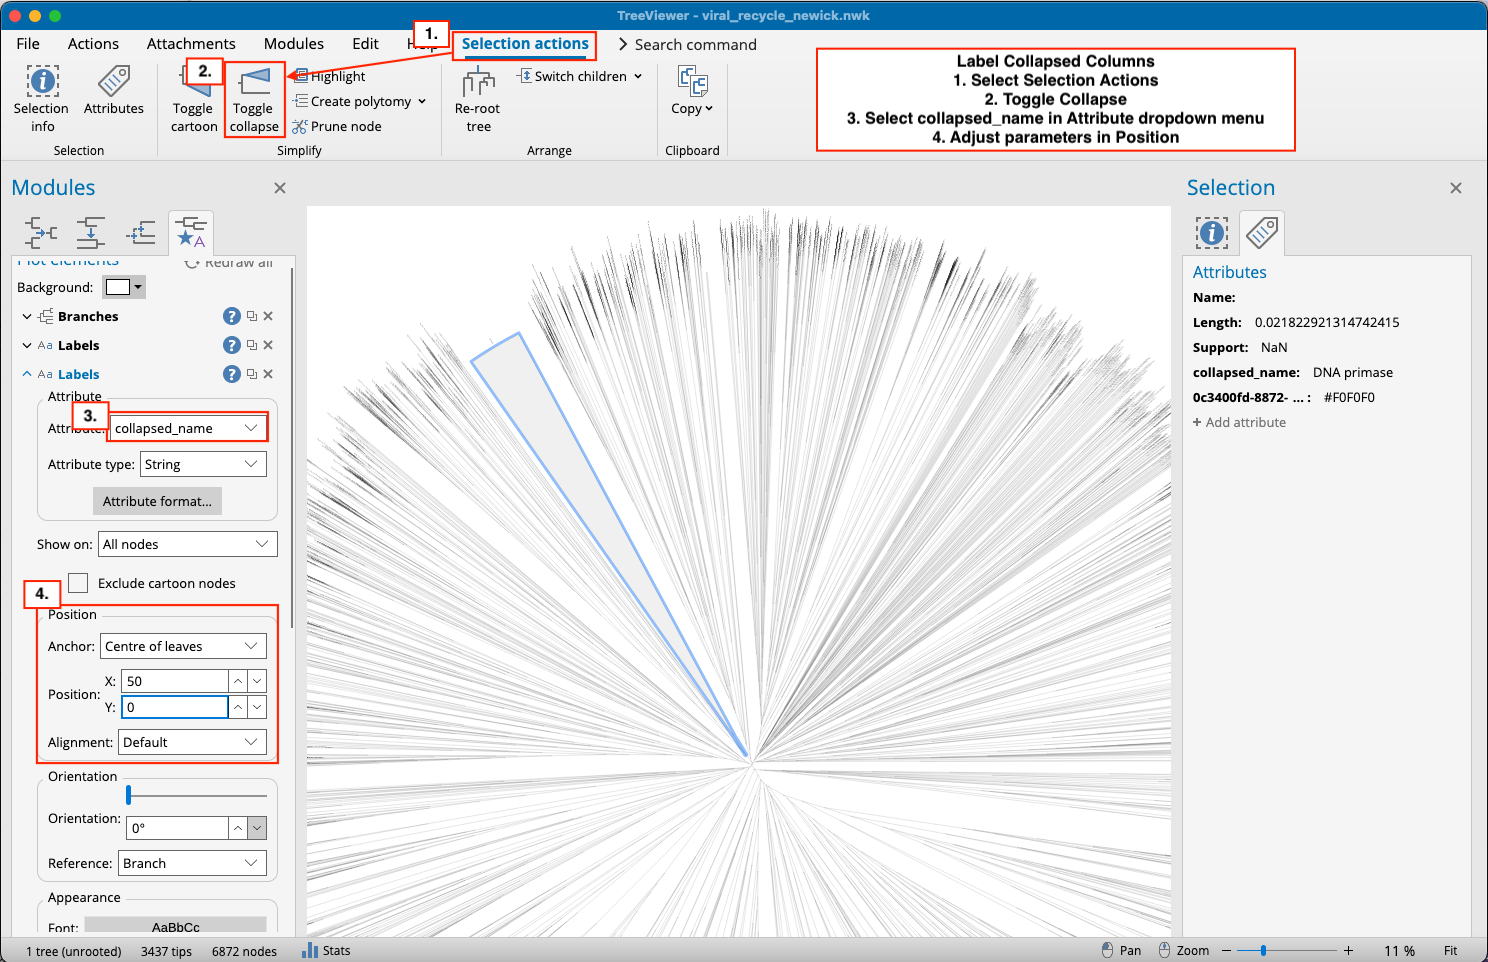 TreeViewer - viral_recycle_newick.nwk
File Actions Attachments Modules Edit Help 1. Selection actions Search command
2.
Selection info
Attributes
Selection
Toggle cartoon
Toggle collapse
Highlight
Create polytomy
Prune node
Simplify
Re-root tree
Switch children
Arrange
Copy
Clipboard
Label Collapsed Columns
1. Select Selection Actions
2. Toggle Collapse
3. Select collapsed_name in Attribute dropdown menu
4. Adjust parameters in Position
Modules
Plot elements Redraw all
Background:
Branches ?
Aa Labels ?
Aa Labels ?
Attribute
3.
Attribute: collapsed_name
Attribute type: String
Attribute format...
Show on: All nodes
Exclude cartoon nodes
4.
Position
Anchor: Centre of leaves
Position: X: 50
Y: 0
Alignment: Default
Orientation
Orientation: 0°
Reference: Branch
Appearance
Font: AaBbCc
Selection
Attributes
Name:
Length: 0.021822921314742415
Support: NaN
collapsed_name: DNA primase
0c3400fd-8872- ... : #F0F0F0
+ Add attribute
1 tree (unrooted) 3437 tips 6872 nodes Stats Pan Zoom − + 11 % Fit